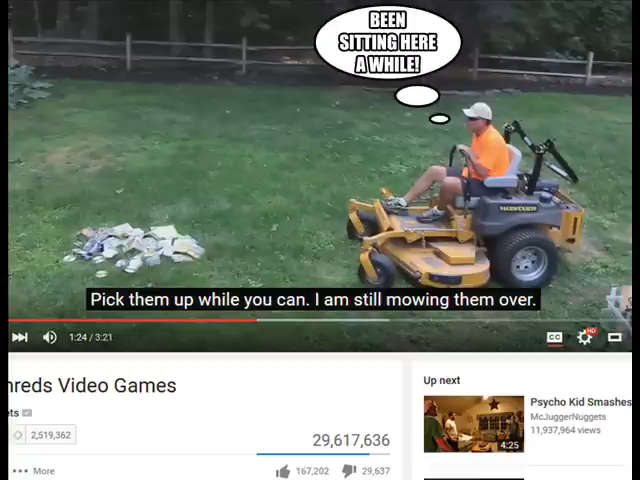 BEEN
SITTING HERE
A WHILE!
HUSTLER
Pick them up while you can. I am still mowing them over.
1:24 / 3:21
CC
HD
hreds Video Games
ets
2,519,362
29,617,636
More
167,202
29,637
Up next
Psycho Kid Smashes
McJuggerNuggets
11,937,964 views
4:25